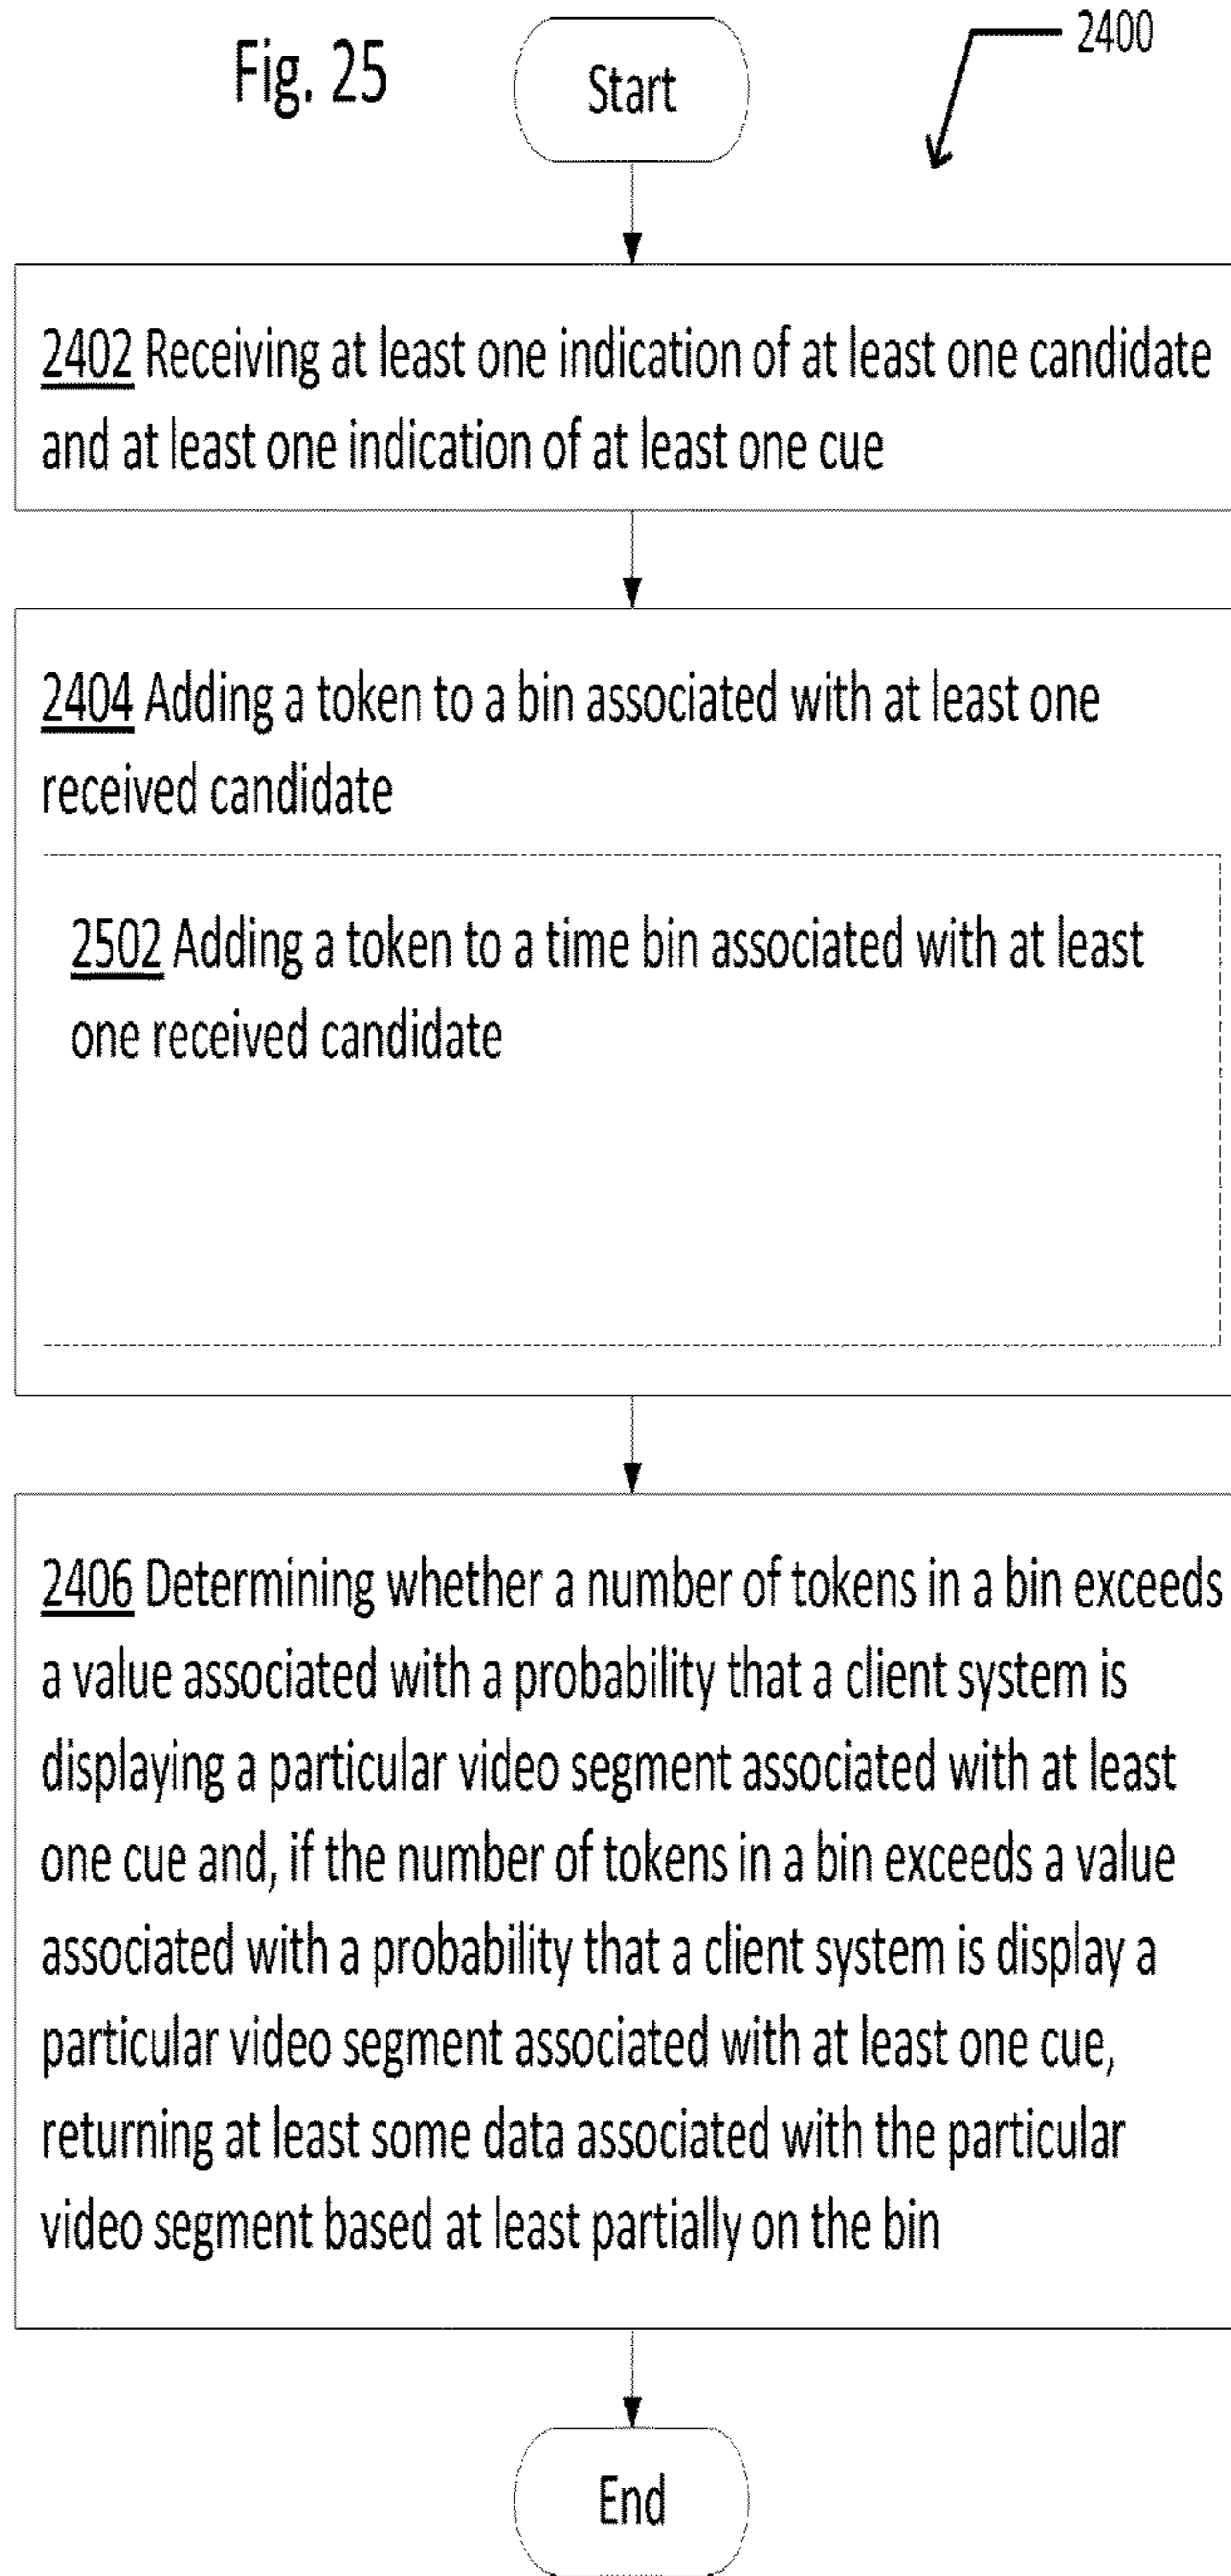 Fig. 25
Start
2400
2402 Receiving at least one indication of at least one candidate
and at least one indication of at least one cue
2404 Adding a token to a bin associated with at least one
received candidate
2502 Adding a token to a time bin associated with at least
one received candidate
2406 Determining whether a number of tokens in a bin exceeds
a value associated with a probability that a client system is
displaying a particular video segment associated with at least
one cue and, if the number of tokens in a bin exceeds a value
associated with a probability that a client system is display a
particular video segment associated with at least one cue,
returning at least some data associated with the particular
video segment based at least partially on the bin
End